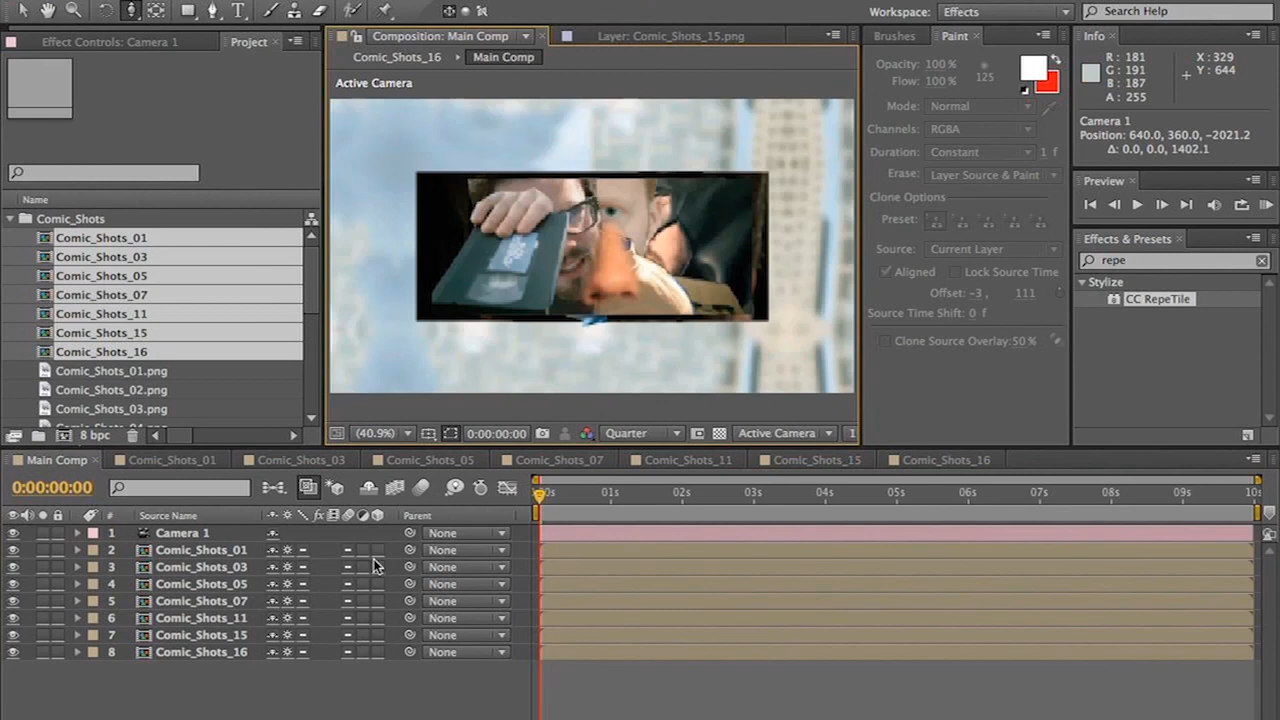 Workspace: Effects
Search Help
Effect Controls: Camera 1
Project
Composition: Main Comp
Layer: Comic_Shots_15.png
Brushes
Paint
Info
Comic_Shots_16
Main Comp
Active Camera
Opacity: 100 %
Flow: 100 %
125
Mode: Normal
Channels: RGBA
Duration: Constant 1 f
Erase: Layer Source & Paint
Clone Options
Preset:
Source: Current Layer
Aligned
Lock Source Time
Offset: -3 , 111
Source Time Shift: 0 f
Clone Source Overlay: 50 %
R: 181
G: 191
B: 187
A: 255
X: 329
Y: 644
Camera 1
Position: 640.0, 360.0, -2021.2
Δ: 0.0, 0.0, 1402.1
Preview
Effects & Presets
repe
Stylize
CC RepeTile
Name
Comic_Shots
Comic_Shots_01
Comic_Shots_03
Comic_Shots_05
Comic_Shots_07
Comic_Shots_11
Comic_Shots_15
Comic_Shots_16
Comic_Shots_01.png
Comic_Shots_02.png
Comic_Shots_03.png
8 bpc
(40.9%)
0:00:00:00
Quarter
Active Camera
1
Main Comp
Comic_Shots_01
Comic_Shots_03
Comic_Shots_05
Comic_Shots_07
Comic_Shots_11
Comic_Shots_15
Comic_Shots_16
0:00:00:00
00s 01s 02s 03s 04s 05s 06s 07s 08s 09s 10s
# Source Name fx Parent
1 Camera 1 None
2 Comic_Shots_01 None
3 Comic_Shots_03 None
4 Comic_Shots_05 None
5 Comic_Shots_07 None
6 Comic_Shots_11 None
7 Comic_Shots_15 None
8 Comic_Shots_16 None